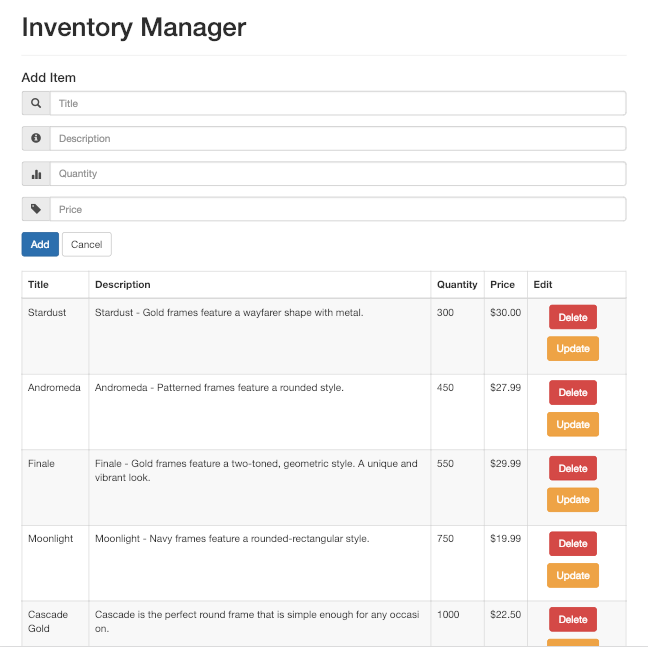 Inventory Manager
Add Item
Title
Description
Quantity
Price
Add Cancel
Title Description Quantity Price Edit
Stardust Stardust - Gold frames feature a wayfarer shape with metal. 300 $30.00 Delete
Update
Andromeda Andromeda - Patterned frames feature a rounded style. 450 $27.99 Delete
Update
Finale Finale - Gold frames feature a two-toned, geometric style. A unique and 550 $29.99 Delete
vibrant look.
Update
Moonlight Moonlight - Navy frames feature a rounded-rectangular style. 750 $19.99 Delete
Update
Cascade Cascade is the perfect round frame that is simple enough for any occasi 1000 $22.50 Delete
Gold on.